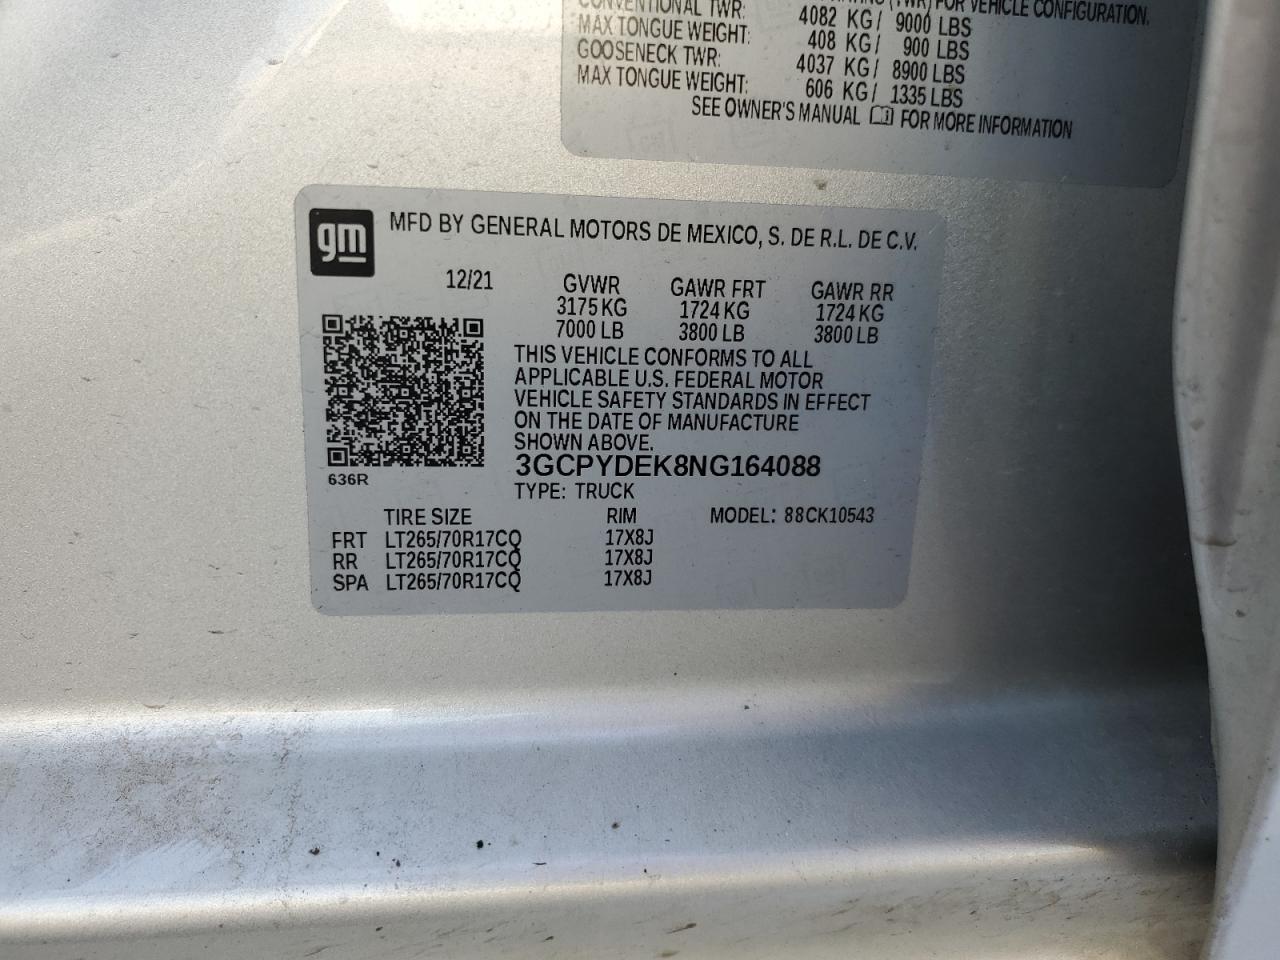 (TWR) FOR VEHICLE CONFIGURATION.
CONVENTIONAL TWR: 4082 KG/ 9000 LBS
MAX TONGUE WEIGHT: 408 KG/ 900 LBS
GOOSENECK TWR: 4037 KG/ 8900 LBS
MAX TONGUE WEIGHT: 606 KG/ 1335 LBS
SEE OWNER'S MANUAL FOR MORE INFORMATION
gm MFD BY GENERAL MOTORS DE MEXICO, S. DE R.L. DE C.V.
12/21 GVWR GAWR FRT GAWR RR
3175 KG 1724 KG 1724 KG
7000 LB 3800 LB 3800 LB
THIS VEHICLE CONFORMS TO ALL
APPLICABLE U.S. FEDERAL MOTOR
VEHICLE SAFETY STANDARDS IN EFFECT
ON THE DATE OF MANUFACTURE
SHOWN ABOVE.
3GCPYDEK8NG164088
636R
TYPE: TRUCK
TIRE SIZE RIM MODEL: 88CK10543
FRT LT265/70R17CQ 17X8J
RR LT265/70R17CQ 17X8J
SPA LT265/70R17CQ 17X8J